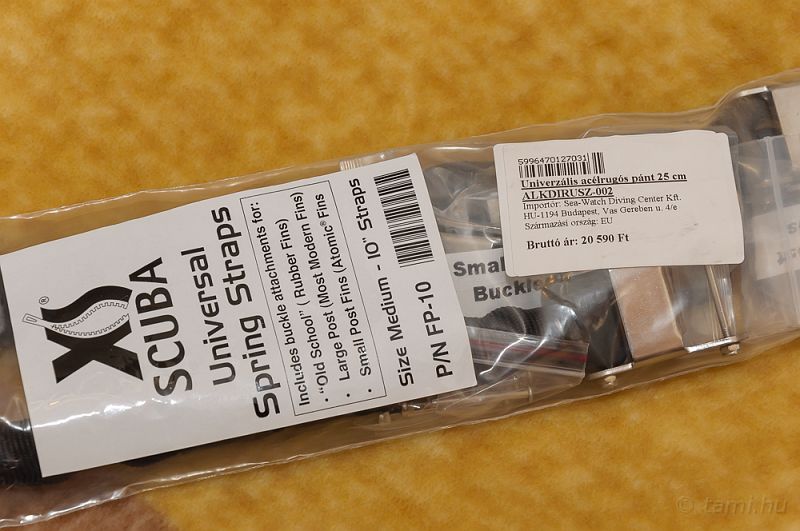 XS®
SCUBA
Universal
Spring Straps
Includes buckle attachments for:
• "Old School" ( Rubber Fins)
• Large Post (Most Modern Fins)
• Small Post Fins (Atomic® Fins
Size Medium - 10" Straps
P/N FP-10
Small
Buckle
5996470127031
Univerzális acélrugós pánt 25 cm
ALKDIRUSZ-002
Importőr: Sea-Watch Diving Center Kft.
HU-1194 Budapest, Vas Gereben u. 4/e
Származási ország: EU
Bruttó ár: 20 590 Ft
© tami.hu